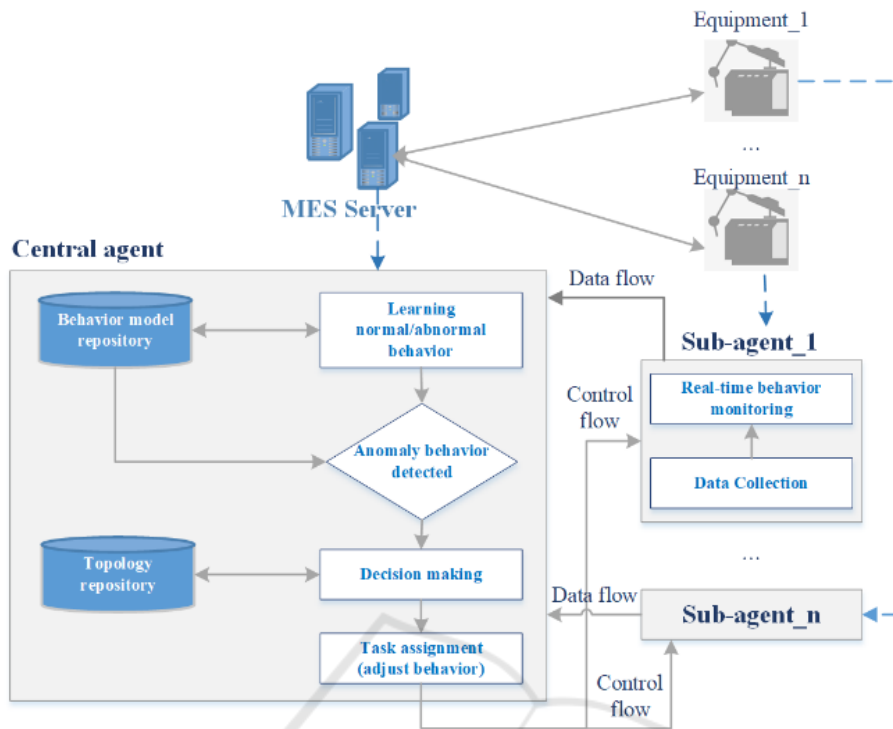 Equipment_1
...
Equipment_n
MES Server
Central agent
Data flow
Learning
normal/abnormal
behavior
Behavior model
repository
Sub-agent_1
Control
flow
Real-time behavior
monitoring
Anomaly behavior
detected
Data Collection
...
Topology
repository
Decision making
Data flow
Sub-agent_n
Task assignment
(adjust behavior)
Control
flow